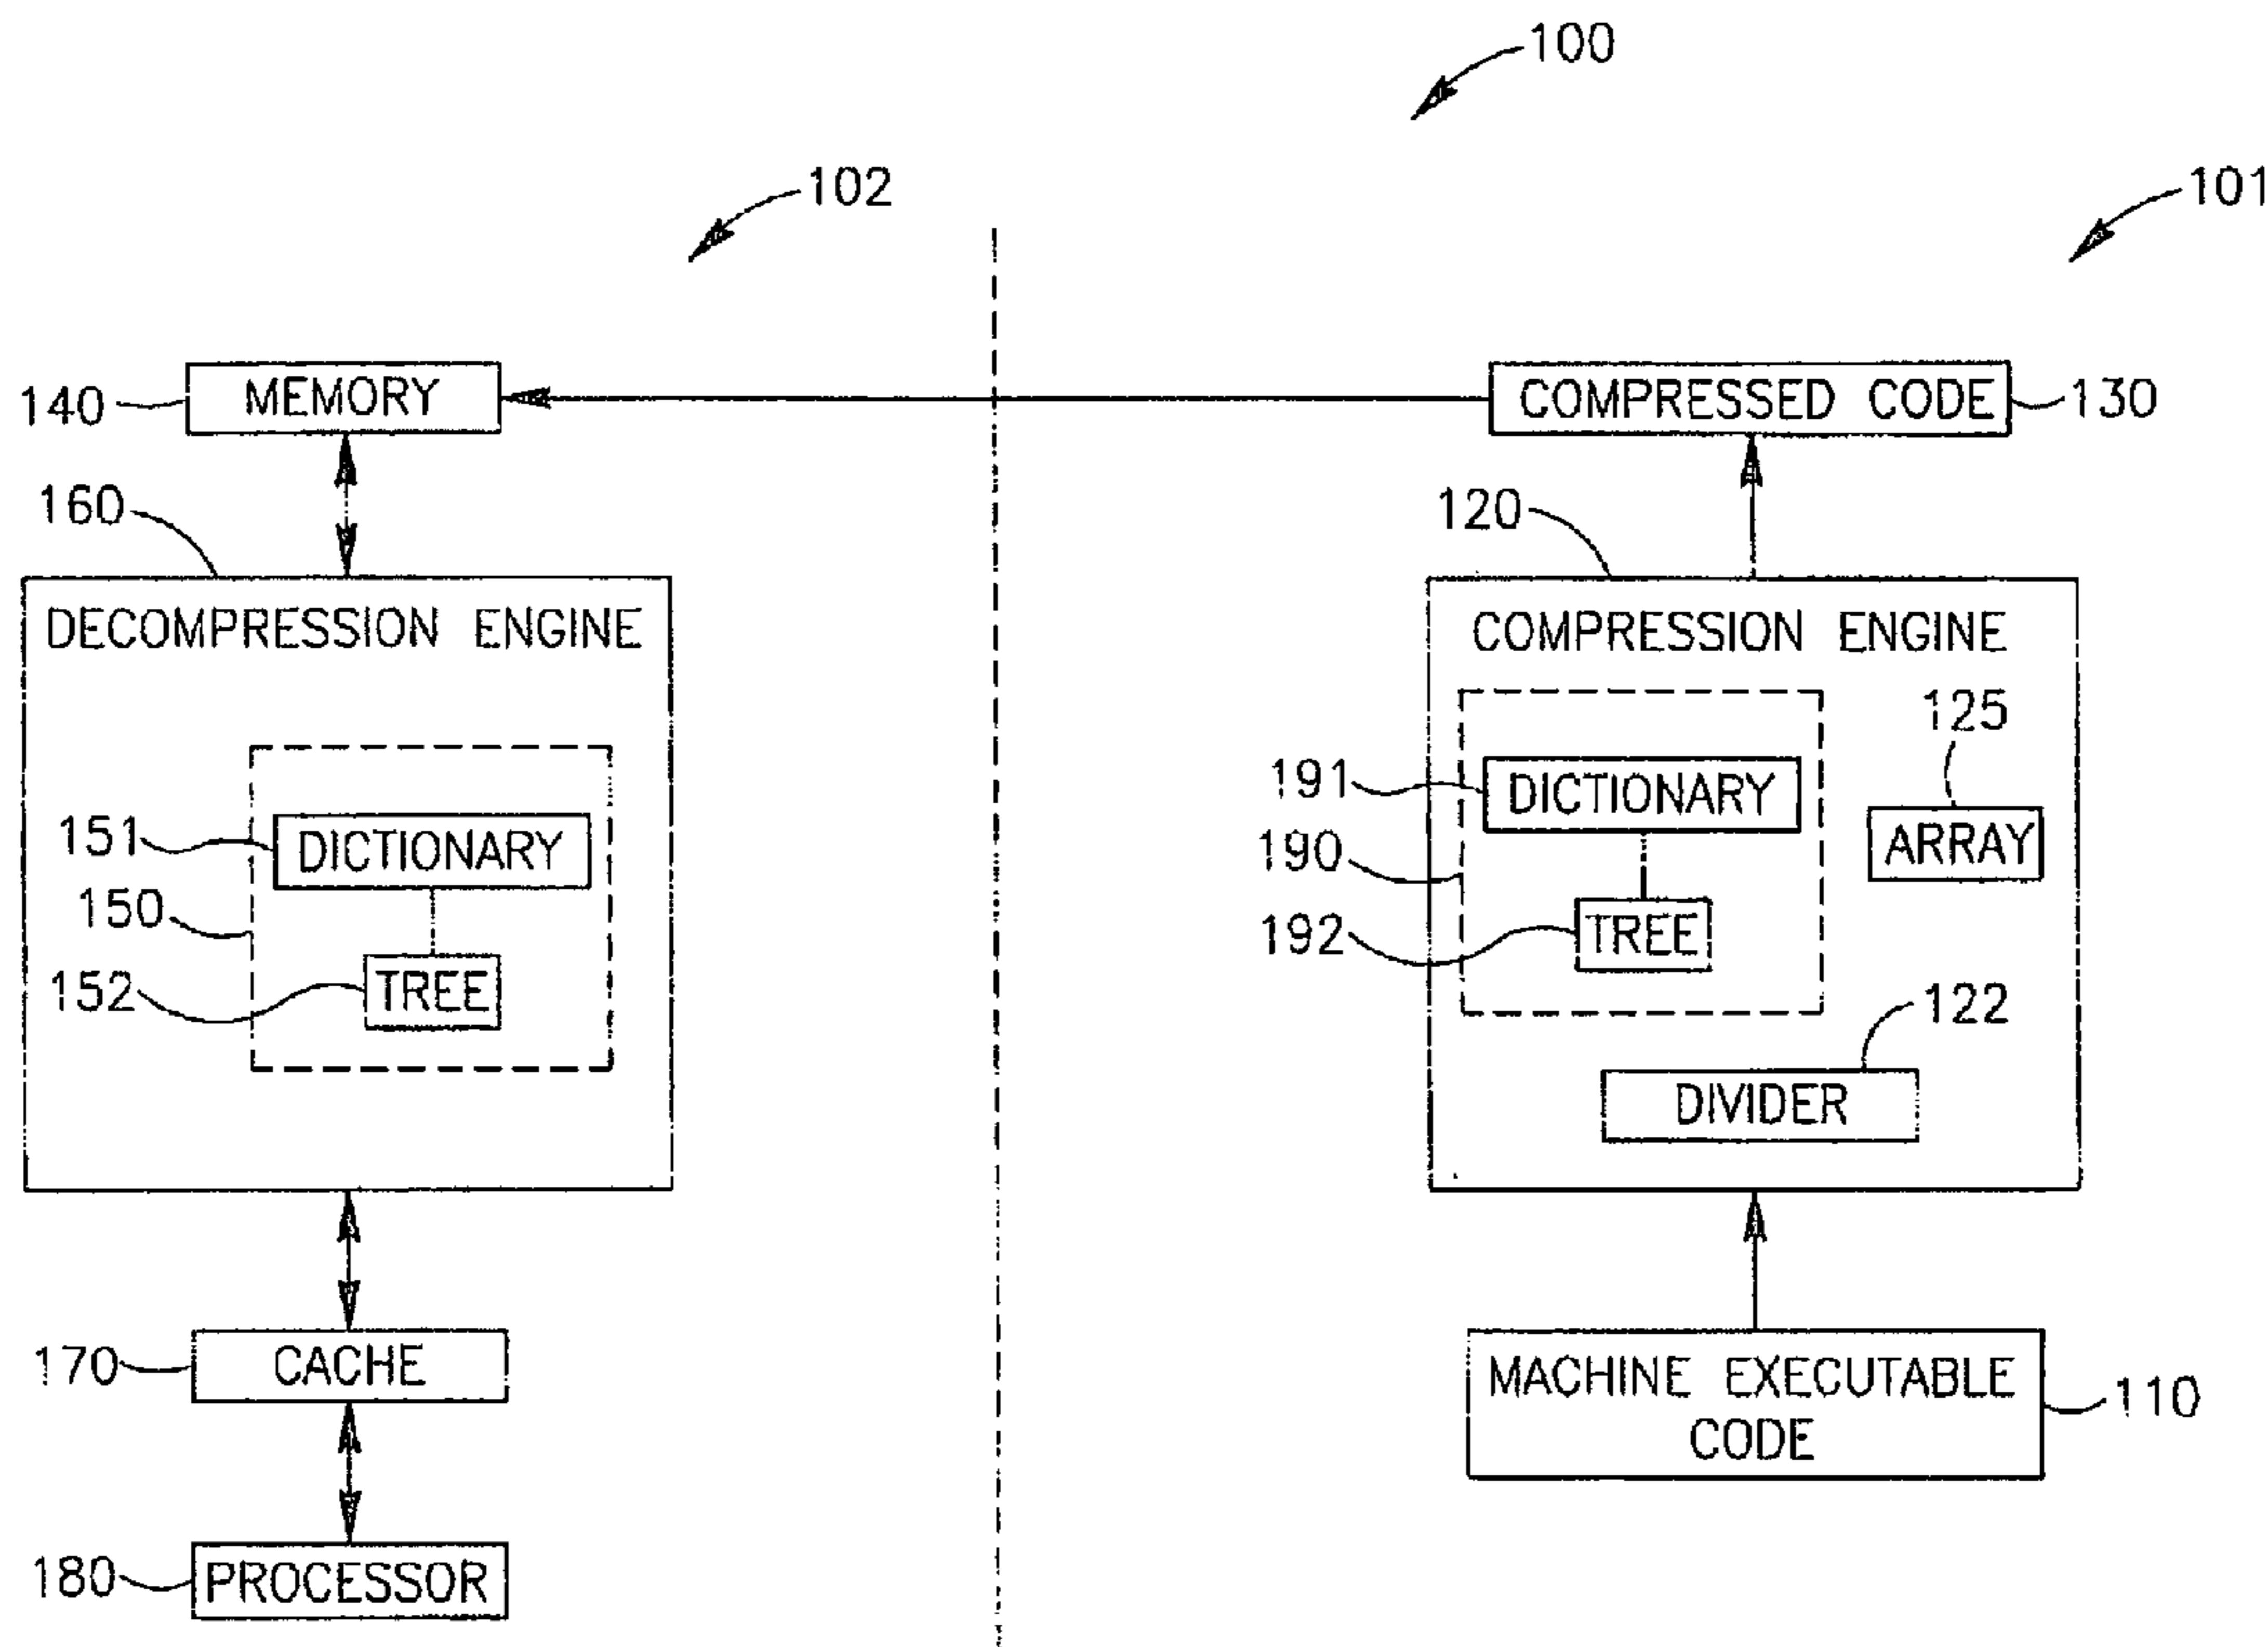 100
102
101
140
MEMORY
COMPRESSED CODE
130
160
120
DECOMPRESSION ENGINE
COMPRESSION ENGINE
125
191
DICTIONARY
151
DICTIONARY
190
ARRAY
150
192
TREE
152
TREE
122
DIVIDER
170
CACHE
MACHINE EXECUTABLE
CODE
110
180
PROCESSOR